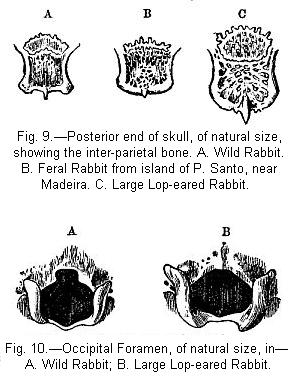 A B C
Fig. 9.—Posterior end of skull, of natural size,
showing the inter-parietal bone. A. Wild Rabbit.
B. Feral Rabbit from island of P. Santo, near
Madeira. C. Large Lop-eared Rabbit.
A B
Fig. 10.—Occipital Foramen, of natural size, in—
A. Wild Rabbit; B. Large Lop-eared Rabbit.